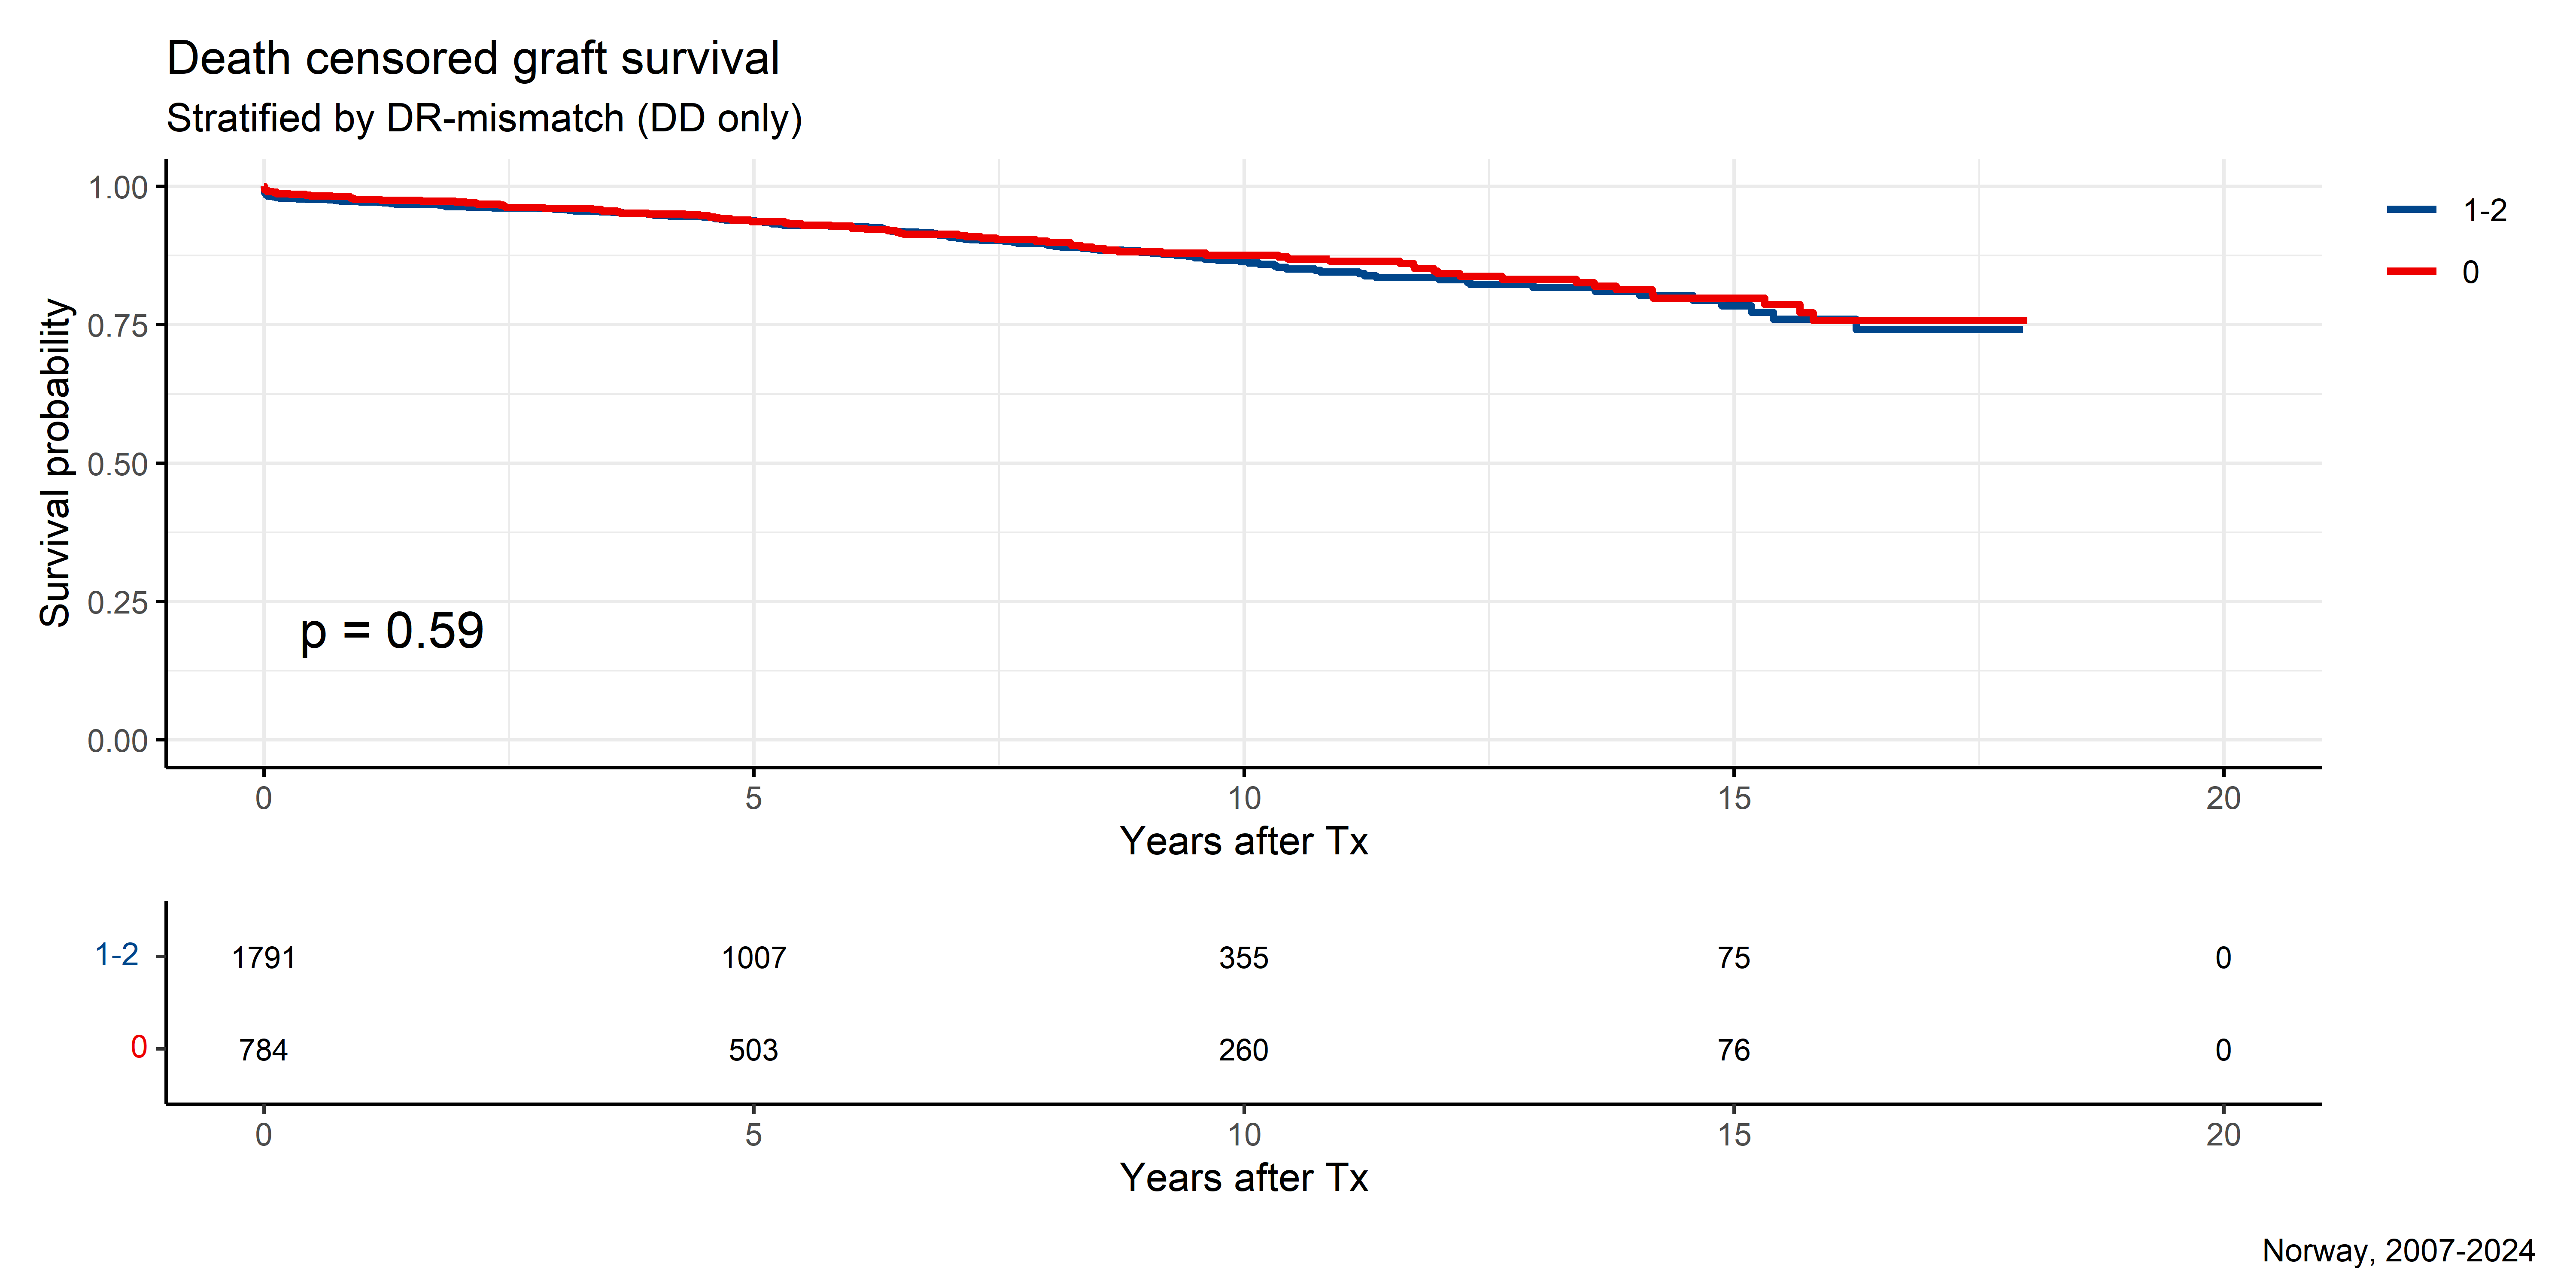 Death censored graft survival
Stratified by DR-mismatch (DD only)
Survival probability
1.00
0.75
0.50
0.25
0.00
p = 0.59
0 5 10 15 20
Years after Tx
1-2
0
1-2 1791 1007 355 75 0
0 784 503 260 76 0
0 5 10 15 20
Years after Tx
Norway, 2007-2024